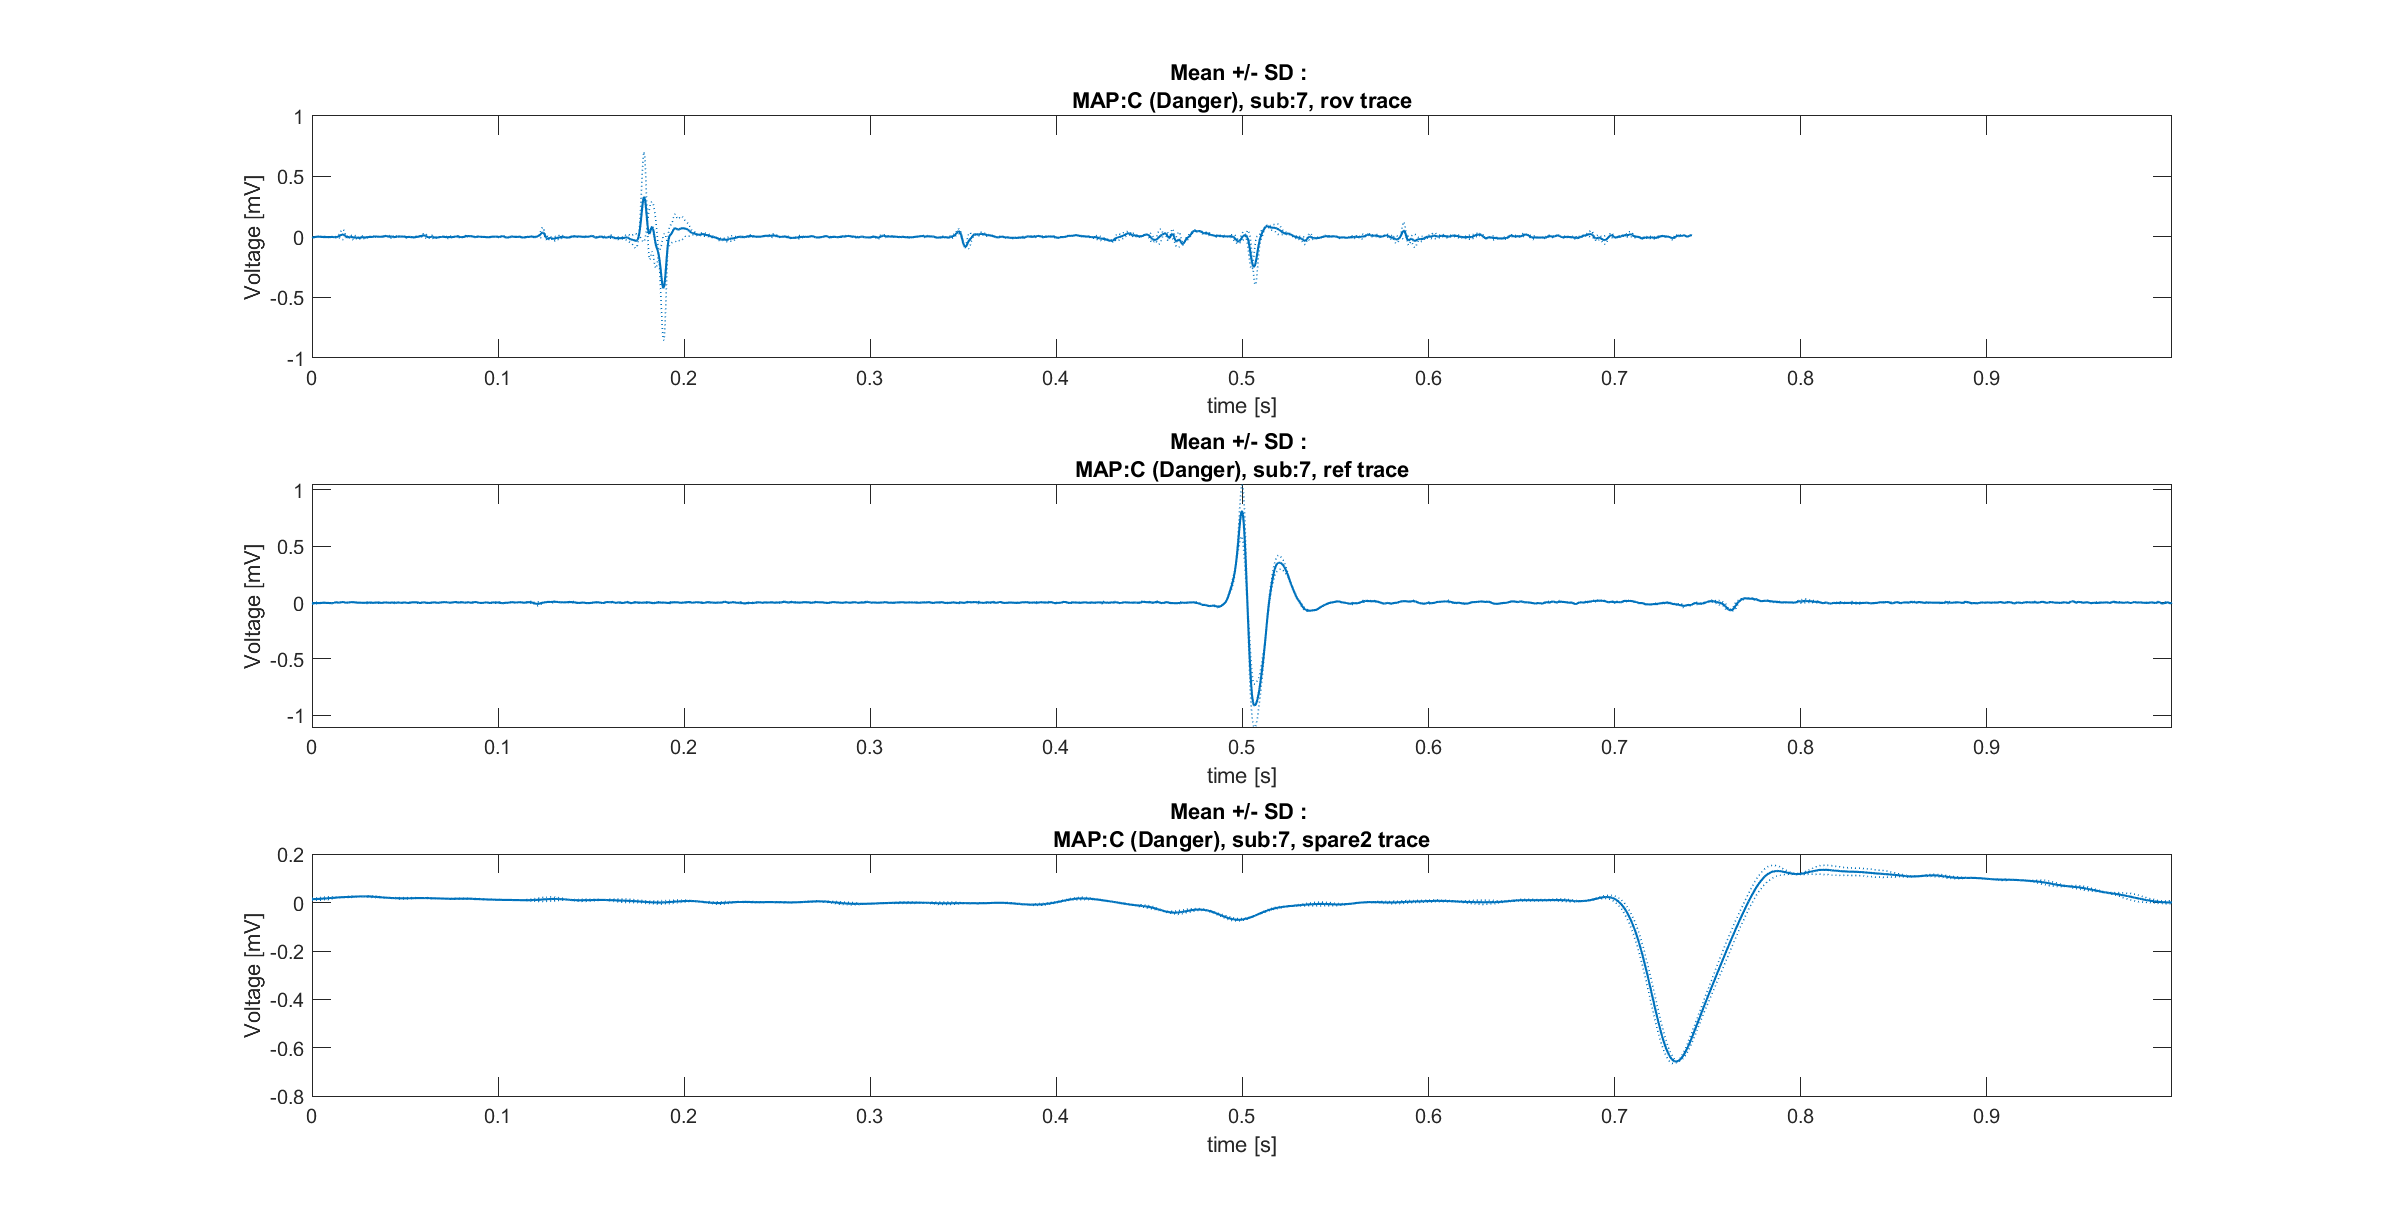 Mean +/- SD :
MAP:C (Danger), sub:7, rov trace
1
0.5
0
-0.5
-1
Voltage [mV]
0 0.1 0.2 0.3 0.4 0.5 0.6 0.7 0.8 0.9
time [s]
Mean +/- SD :
MAP:C (Danger), sub:7, ref trace
1
0.5
0
-0.5
-1
Voltage [mV]
0 0.1 0.2 0.3 0.4 0.5 0.6 0.7 0.8 0.9
time [s]
Mean +/- SD :
MAP:C (Danger), sub:7, spare2 trace
0.2
0
-0.2
-0.4
-0.6
-0.8
Voltage [mV]
0 0.1 0.2 0.3 0.4 0.5 0.6 0.7 0.8 0.9
time [s]